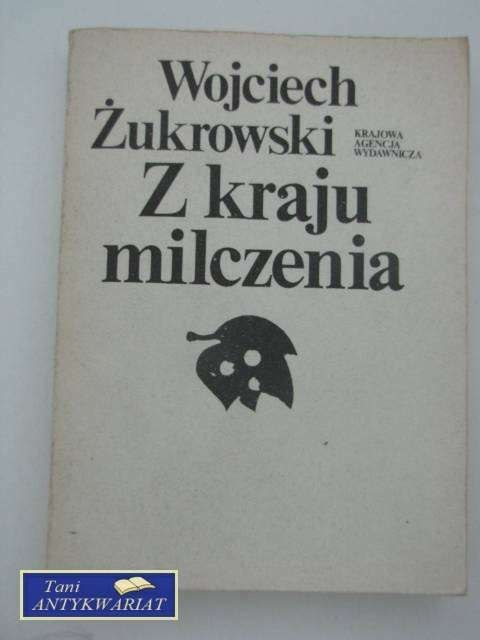 Wojciech
Żukrowski
KRAJOWA
AGENCJA
WYDAWNICZA
Z kraju
milczenia
Tani
ANTYKWARIAT